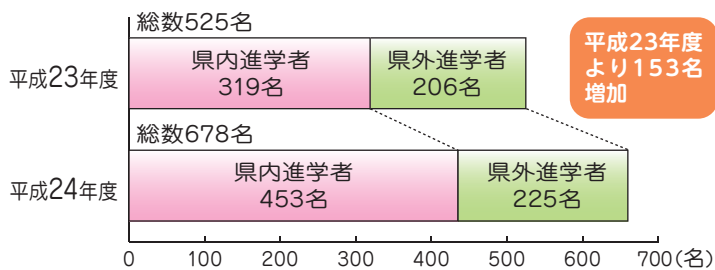 総数525名
平成23年度
県内進学者
319名
県外進学者
206名
平成23年度
より153名
増加
総数678名
平成24年度
県内進学者
453名
県外進学者
225名
0 100 200 300 400 500 600 700(名)